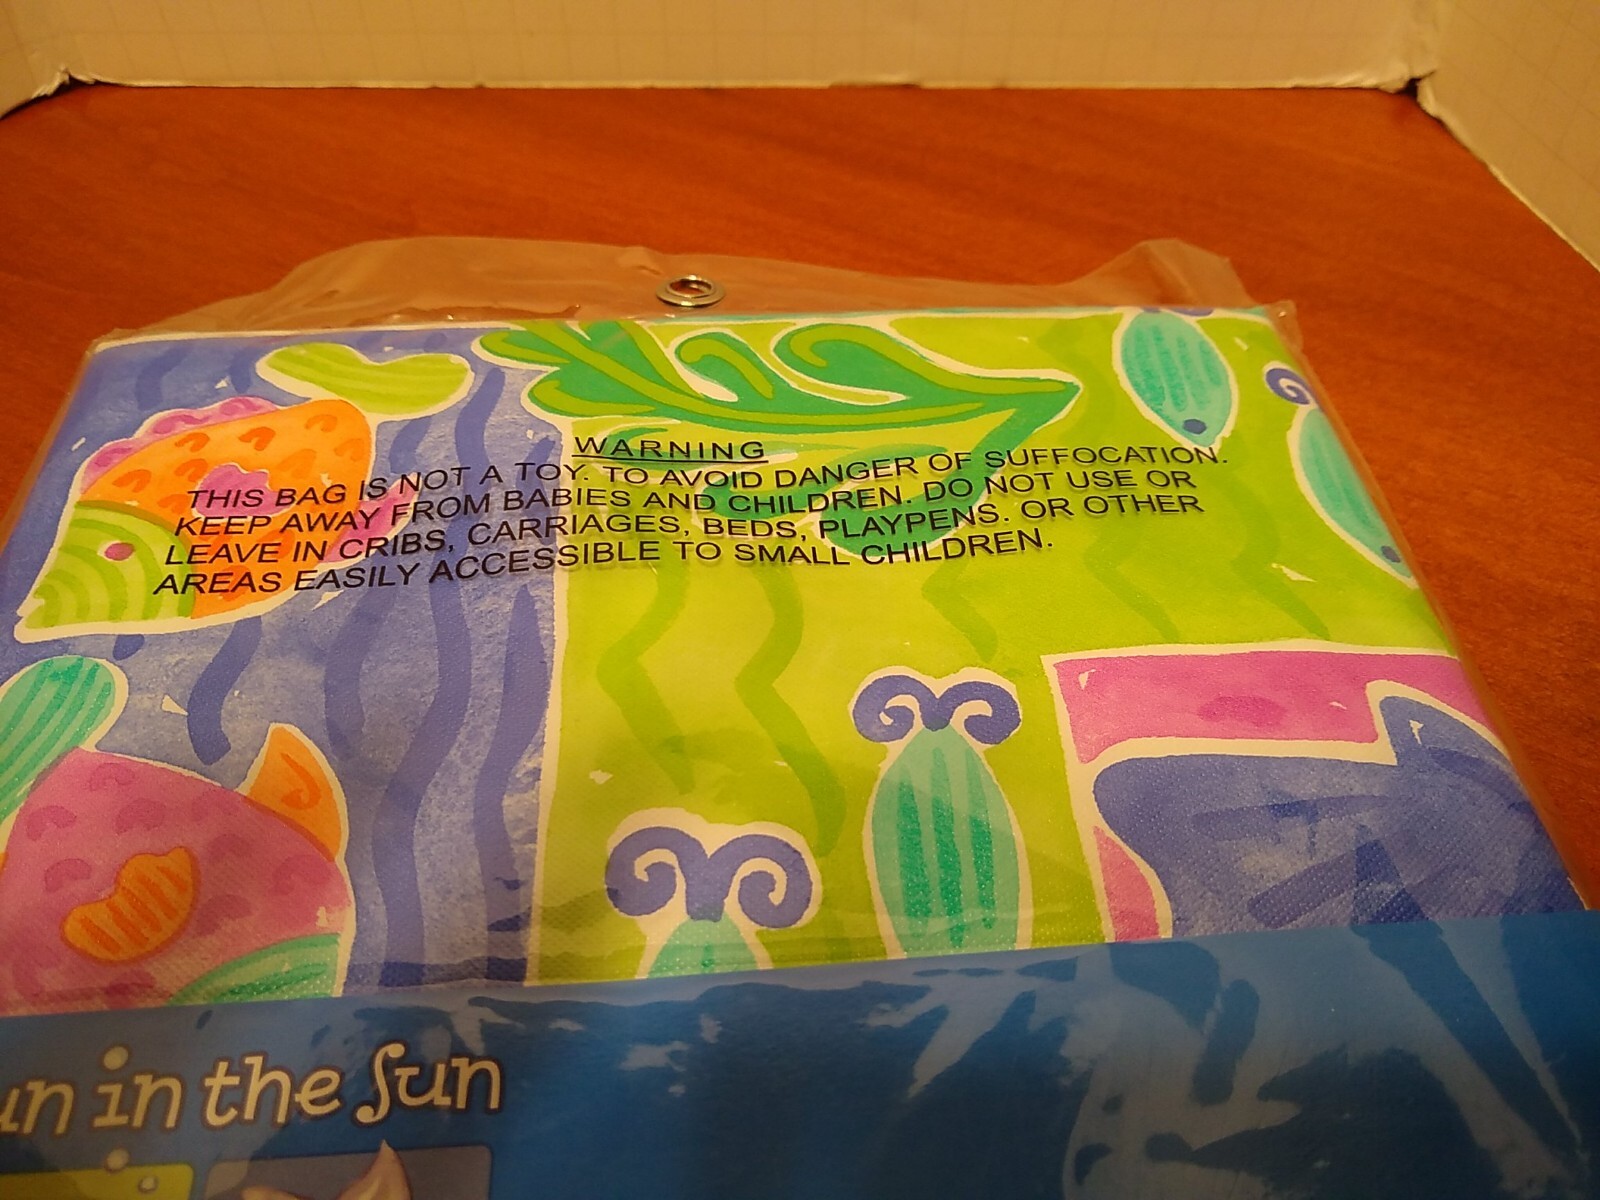 WARNING
THIS BAG IS NOT A TOY. TO AVOID DANGER OF SUFFOCATION.
KEEP AWAY FROM BABIES AND CHILDREN. DO NOT USE OR
LEAVE IN CRIBS, CARRIAGES, BEDS, PLAYPENS. OR OTHER
AREAS EASILY ACCESSIBLE TO SMALL CHILDREN.
in the Sun